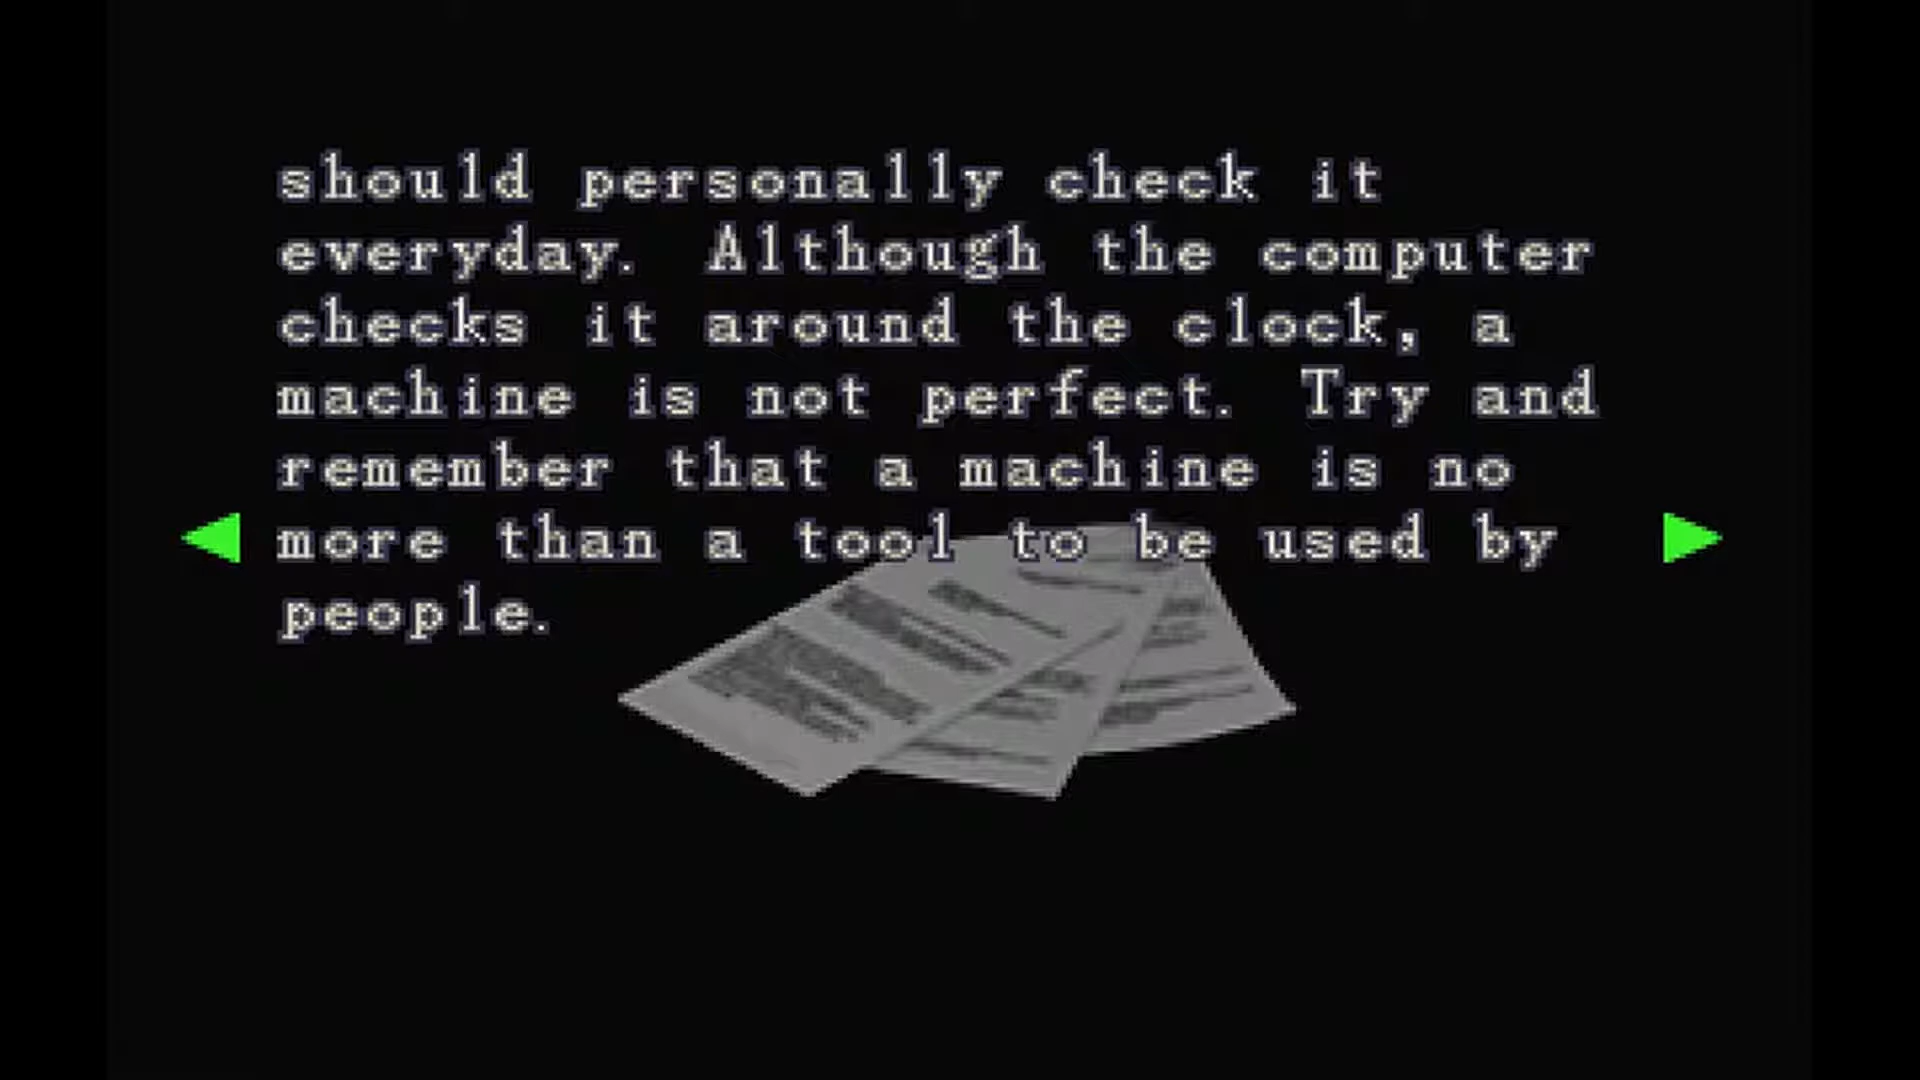 should personally check it
everyday. Although the computer
checks it around the clock, a
machine is not perfect. Try and
remember that a machine is no
more than a tool to be used by
people.